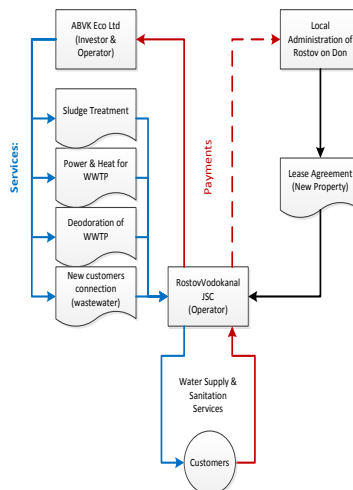 ABVK Eco Ltd
(Investor &
Operator)
Local
Administration of
Rostov on Don
Services:
Payments
Sludge Treatment
Power & Heat for
WWTP
Lease Agreement
(New Property)
Deodoration of
WWTP
New customers
connection
(wastewater)
RostovVodokanal
JSC
(Operator)
Water Supply &
Sanitation
Services
Customers